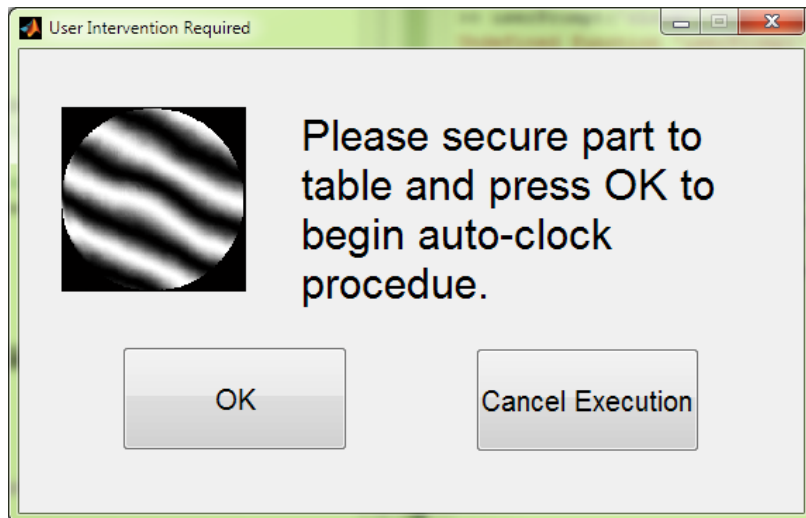 User Intervention Required
Please secure part to
table and press OK to
begin auto-clock
procedue.
OK
Cancel Execution